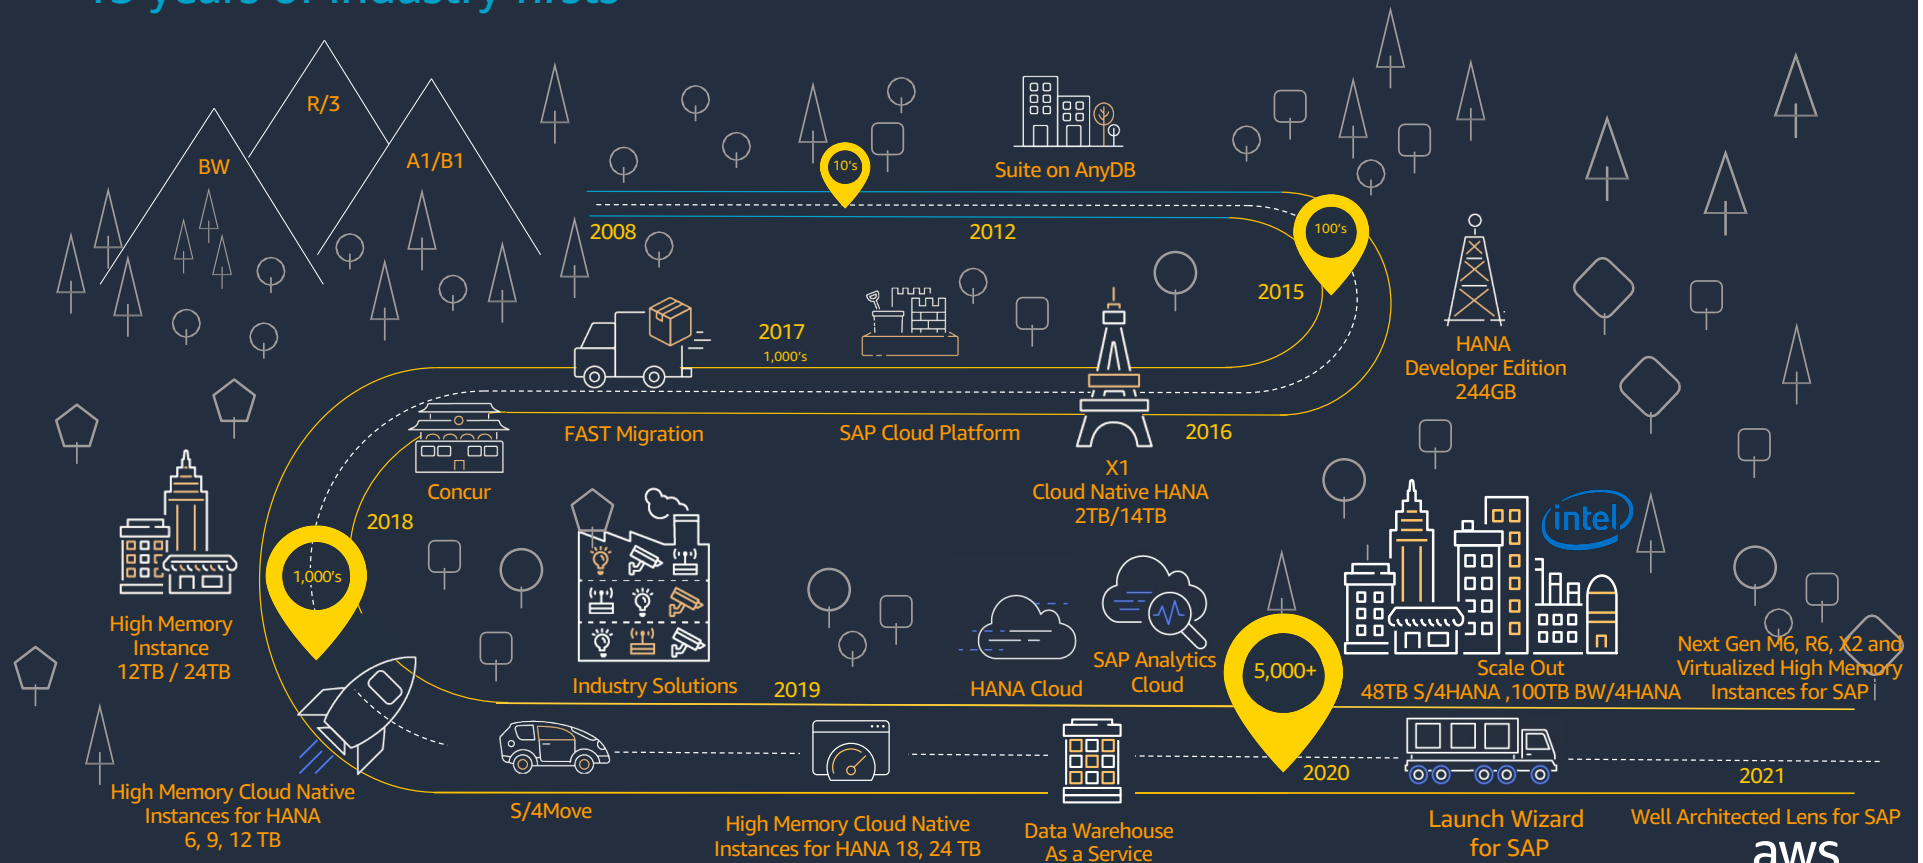 13 years of industry firsts
R/3
BW
A1/B1
10's
Suite on AnyDB
2008
2012
100's
2015
HANA
Developer Edition
244GB
2017
1,000's
FAST Migration
SAP Cloud Platform
2016
X1
Cloud Native HANA
2TB/14TB
Concur
2018
1,000's
High Memory
Instance
12TB / 24TB
Industry Solutions
2019
HANA Cloud
SAP Analytics
Cloud
5,000+
intel
Scale Out
48TB S/4HANA ,100TB BW/4HANA
Next Gen M6, R6, X2 and
Virtualized High Memory
Instances for SAP
High Memory Cloud Native
Instances for HANA
6, 9, 12 TB
S/4Move
High Memory Cloud Native
Instances for HANA 18, 24 TB
Data Warehouse
As a Service
2020
Launch Wizard
for SAP
2021
Well Architected Lens for SAP
aws